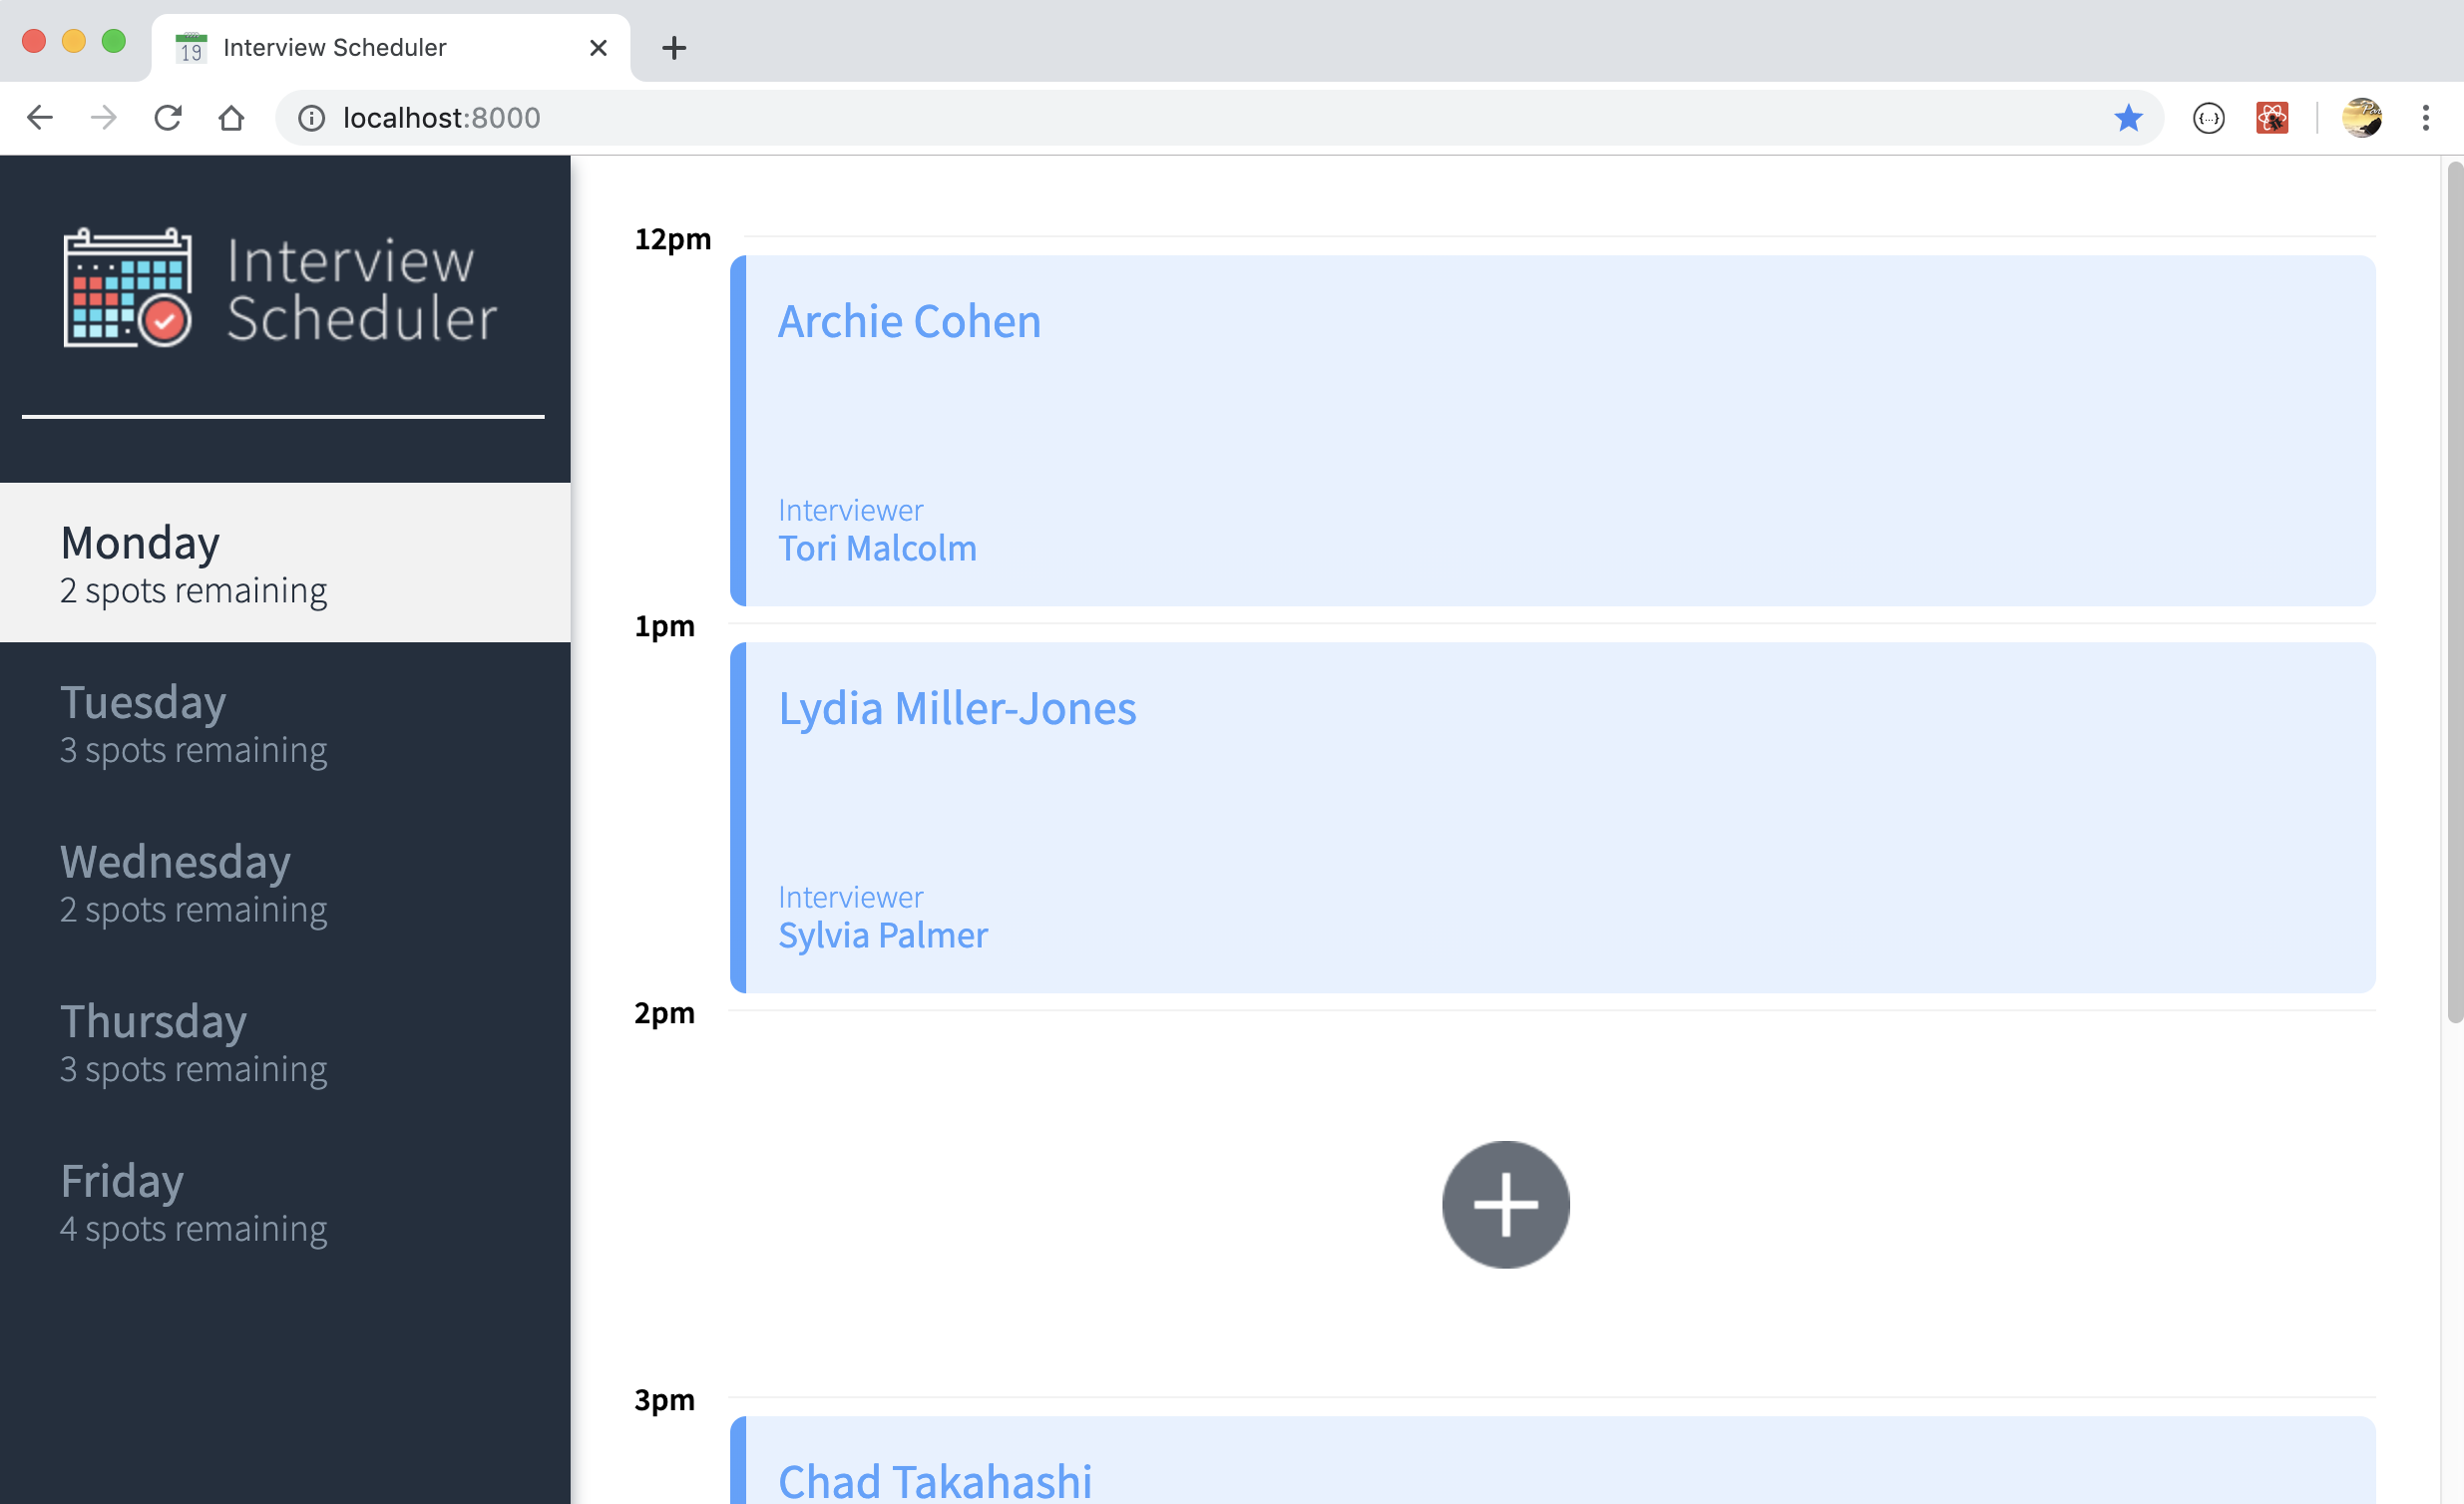 19
Interview Scheduler
localhost:8000
Interview
Scheduler
Monday
2 spots remaining
Tuesday
3 spots remaining
Wednesday
2 spots remaining
Thursday
3 spots remaining
Friday
4 spots remaining
12pm
Archie Cohen
Interviewer
Tori Malcolm
1pm
Lydia Miller-Jones
Interviewer
Sylvia Palmer
2pm
3pm
Chad Takahashi